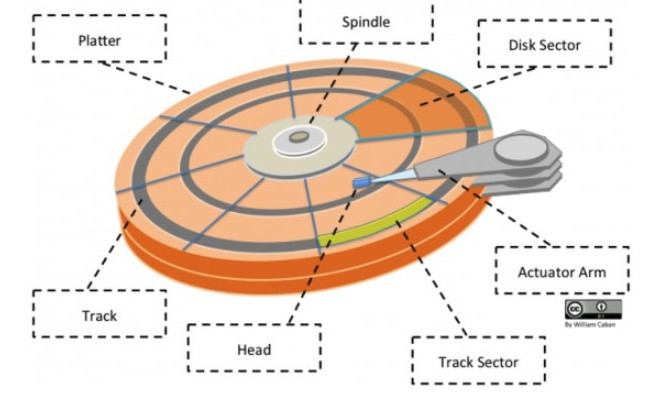 Spindle
Platter
Disk Sector
Actuator Arm
Track
Head
Track Sector
By William Caban